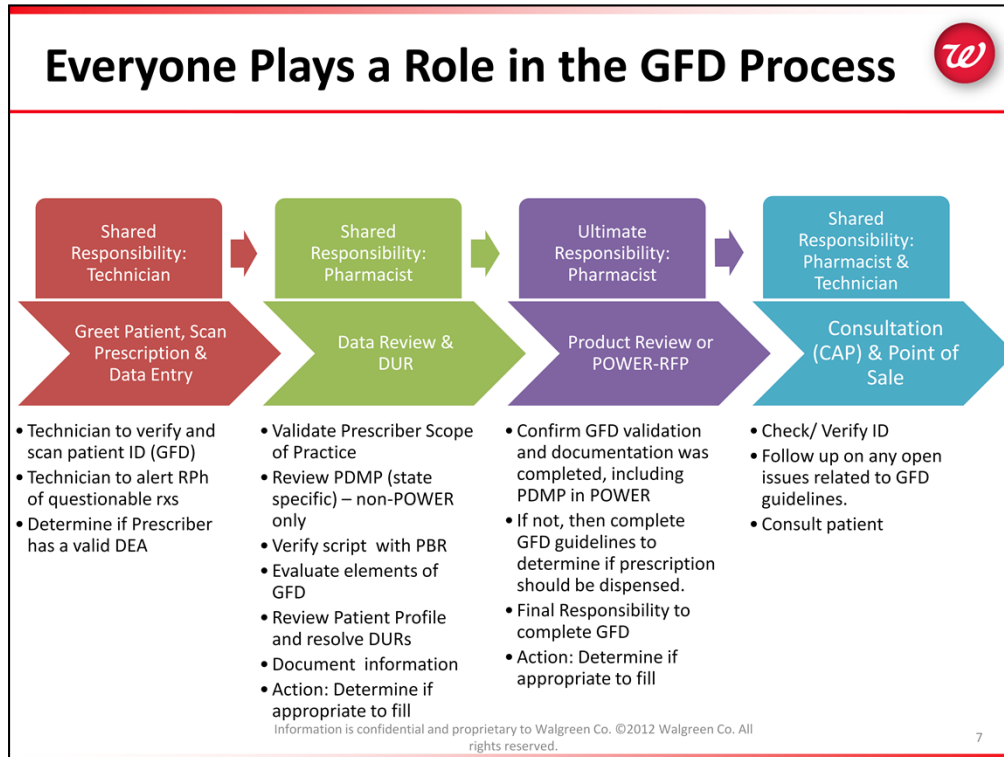 Everyone Plays a Role in the GFD Process
W
Shared
Responsibility:
Technician
Greet Patient, Scan
Prescription &
Data Entry
• Technician to verify and
scan patient ID (GFD)
• Technician to alert RPh
of questionable rxs
• Determine if Prescriber
has a valid DEA
Shared
Responsibility:
Pharmacist
Data Review &
DUR
• Validate Prescriber Scope
of Practice
• Review PDMP (state
specific) – non-POWER
only
• Verify script with PBR
• Evaluate elements of
GFD
• Review Patient Profile
and resolve DURs
• Document information
• Action: Determine if
appropriate to fill
Ultimate
Responsibility:
Pharmacist
Product Review or
POWER-RFP
• Confirm GFD validation
and documentation was
completed, including
PDMP in POWER
• If not, then complete
GFD guidelines to
determine if prescription
should be dispensed.
• Final Responsibility to
complete GFD
• Action: Determine if
appropriate to fill
Shared
Responsibility:
Pharmacist &
Technician
Consultation
(CAP) & Point of
Sale
• Check/ Verify ID
• Follow up on any open
issues related to GFD
guidelines.
• Consult patient
Information is confidential and proprietary to Walgreen Co. ©2012 Walgreen Co. All
rights reserved.
7